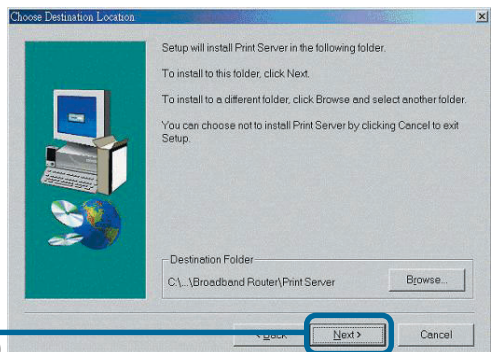 Choose Destination Location
Setup will install Print Server in the following folder.
To install to this folder, click Next.
To install to a different folder, click Browse and select another folder.
You can choose not to install Print Server by clicking Cancel to exit
Setup.
Destination Folder
C:\...\Broadband Router\Print Server
Browse...
< Back
Next >
Cancel